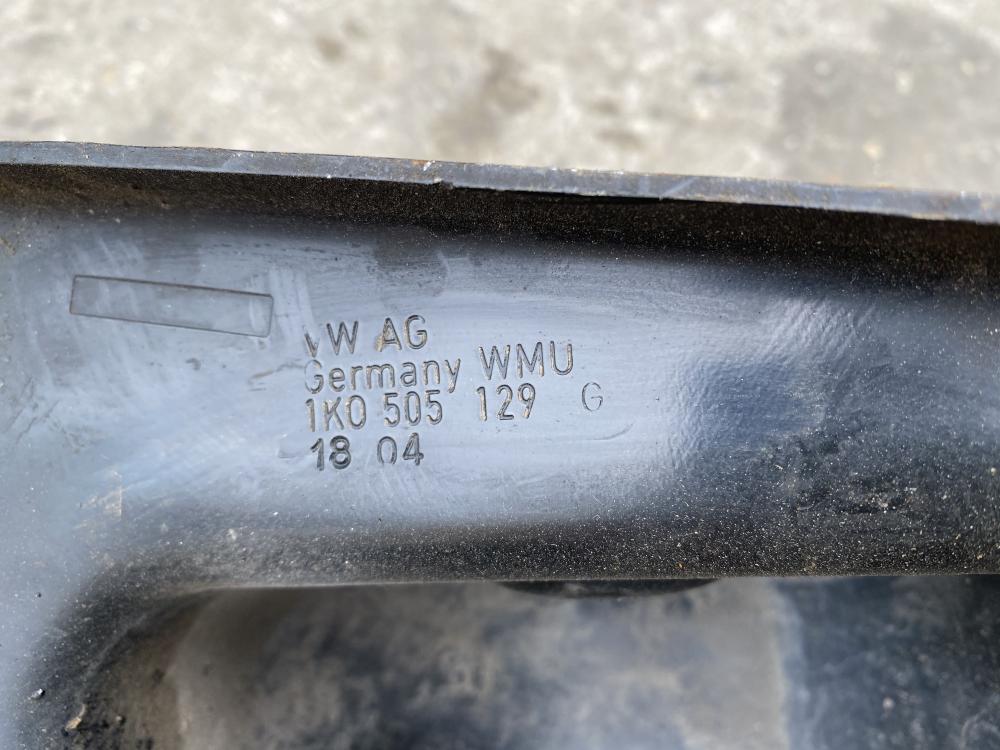 VW AG
Germany WMU
1K0 505 129 G
18 04